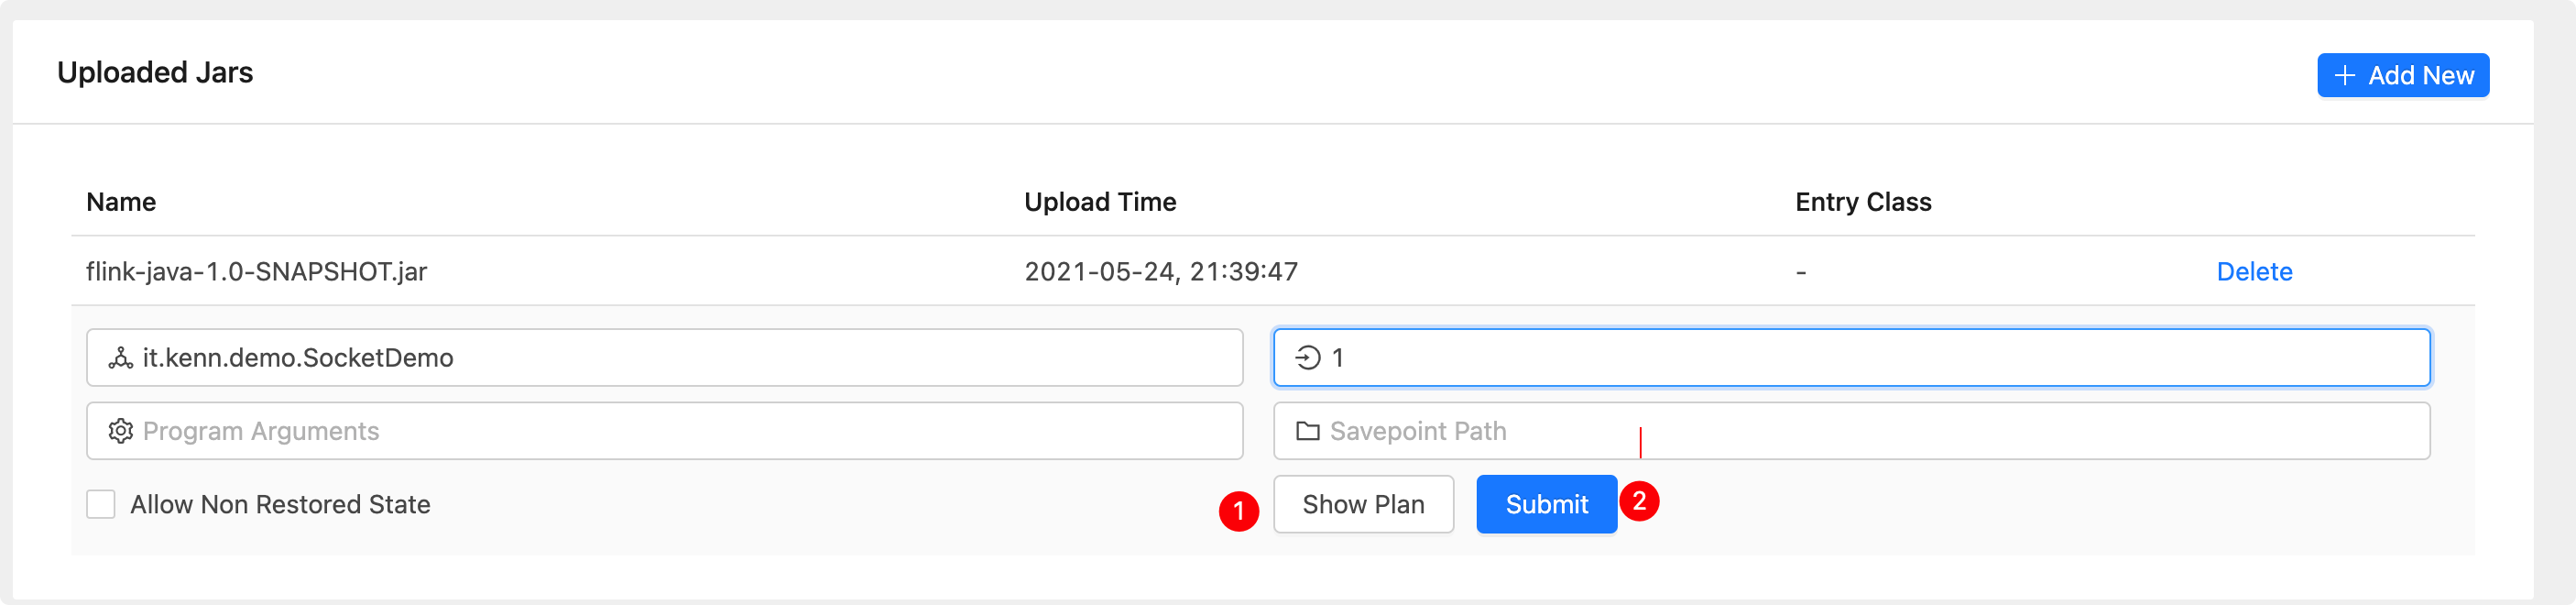 Uploaded Jars
+ Add New
Name Upload Time Entry Class
flink-java-1.0-SNAPSHOT.jar 2021-05-24, 21:39:47 - Delete
it.kenn.demo.SocketDemo 1
Program Arguments Savepoint Path
Allow Non Restored State 1 Show Plan Submit 2